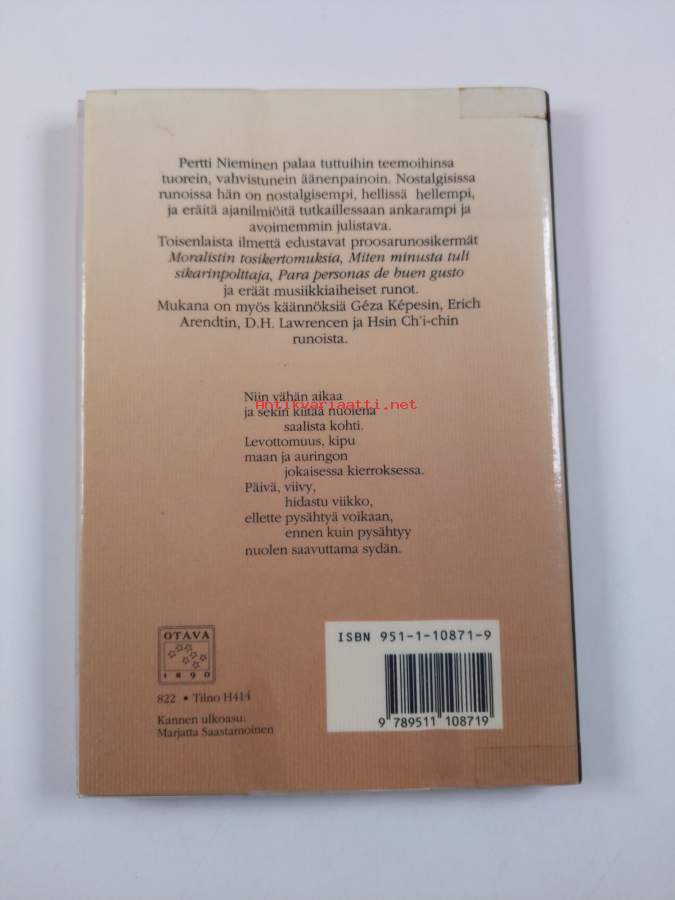 Pertti Nieminen palaa tuttuihin teemoihinsa
tuorein, vahvistunein äänenpainoin. Nostalgisissa
runoissa hän on nostalgisempi, hellissä hellempi,
ja eräitä ajanilmiöitä tutkaillessaan ankarampi ja
avoimemmin julistava.
Toisenlaista ilmettä edustavat proosarunosikermät
Moralistin tosikertomuksia, Miten minusta tuli
sikarinpolttaja, Para personas de buen gusto
ja eräät musiikkiaiheiset runot.
Mukana on myös käännöksiä Géza Képesin, Erich
Arendtin, D.H. Lawrencen ja Hsin Ch'i-chin
runoista.
Niin vähän aikaa
Antikvariaatti.net
ja sekin kiitää nuolena
saalista kohti.
Levottomuus, kipu
maan ja auringon
jokaisessa kierroksessa.
Päivä, viivy,
hidastu viikko,
ellette pysähtyä voikaan,
ennen kuin pysähtyy
nuolen saavuttama sydän.
OTAVA
1890
822 • Tilno H414
Kannen ulkoasu:
Marjatta Saastamoinen
ISBN 951-1-10871-9
9 789511 108719